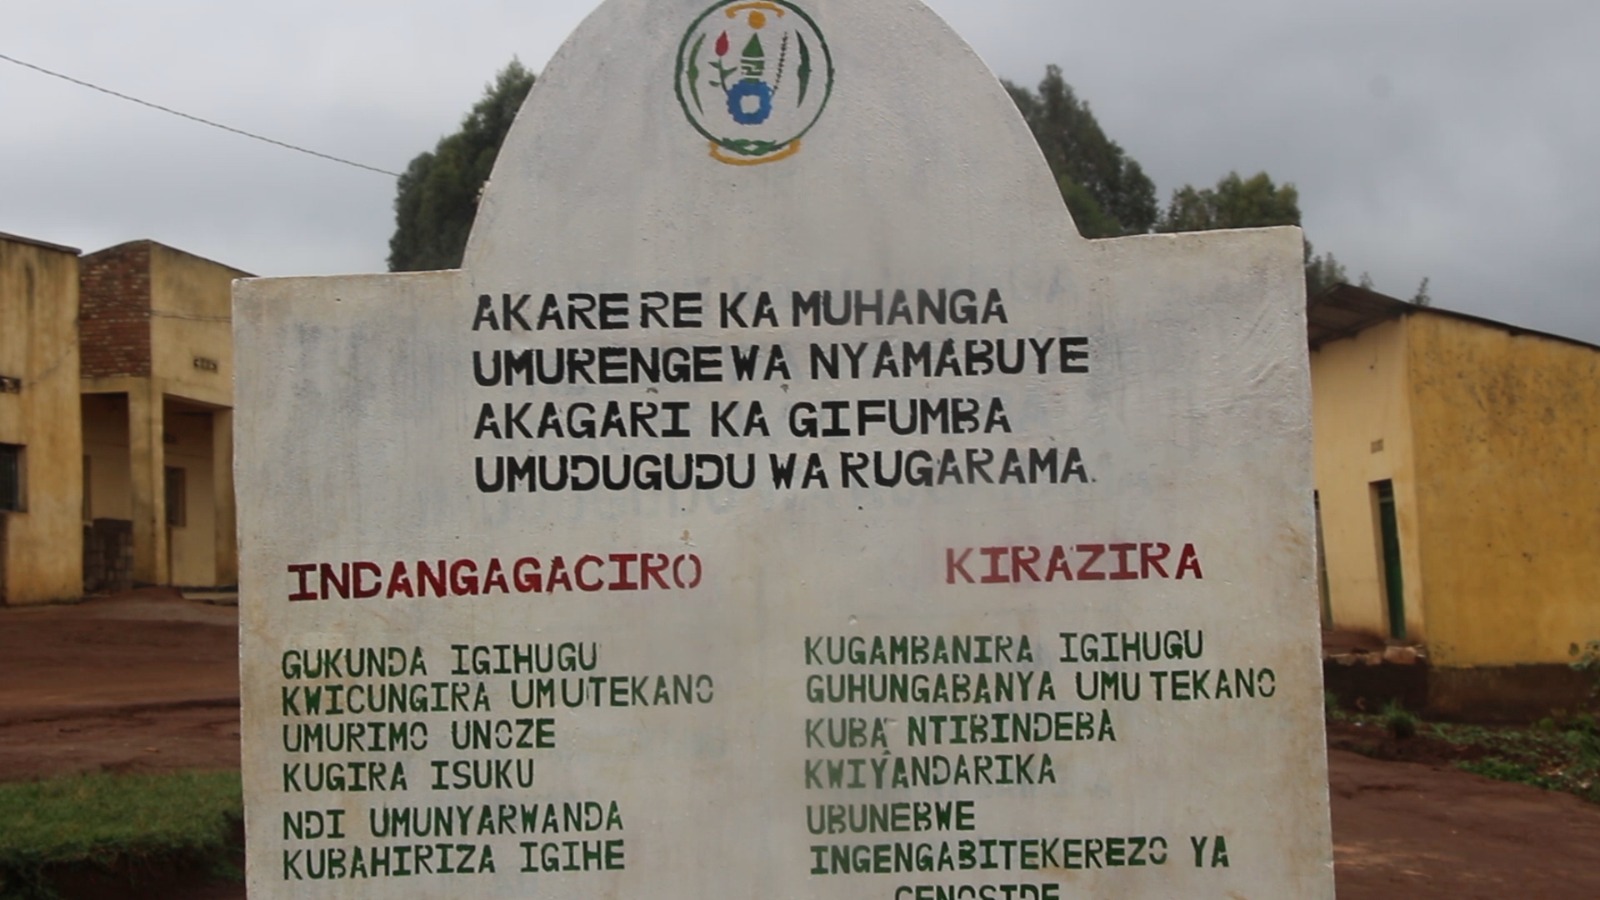 AKARERE KA MUHANGA
UMURENGE WA NYAMABUYE
AKAGARI KA GIFUMBA
UMUDUGUDU WA RUGARAMA.
INDANGAGACIRO
GUKUNDA IGIHUGU
KWICUNGIRA UMUTEKANO
UMURIMO UNOZE
KUGIRA ISUKU
NDI UMUNYARWANDA
KUBAHIRIZA IGIHE
KIRAZIRA
KUGAMBANIRA IGIHUGU
GUHUNGABANYA UMUTEKANO
KUBA NTIBINDEBA
KWIYANDARIKA
UBUNEBWE
INGENGABITEKEREZO YA
GENOSIDE